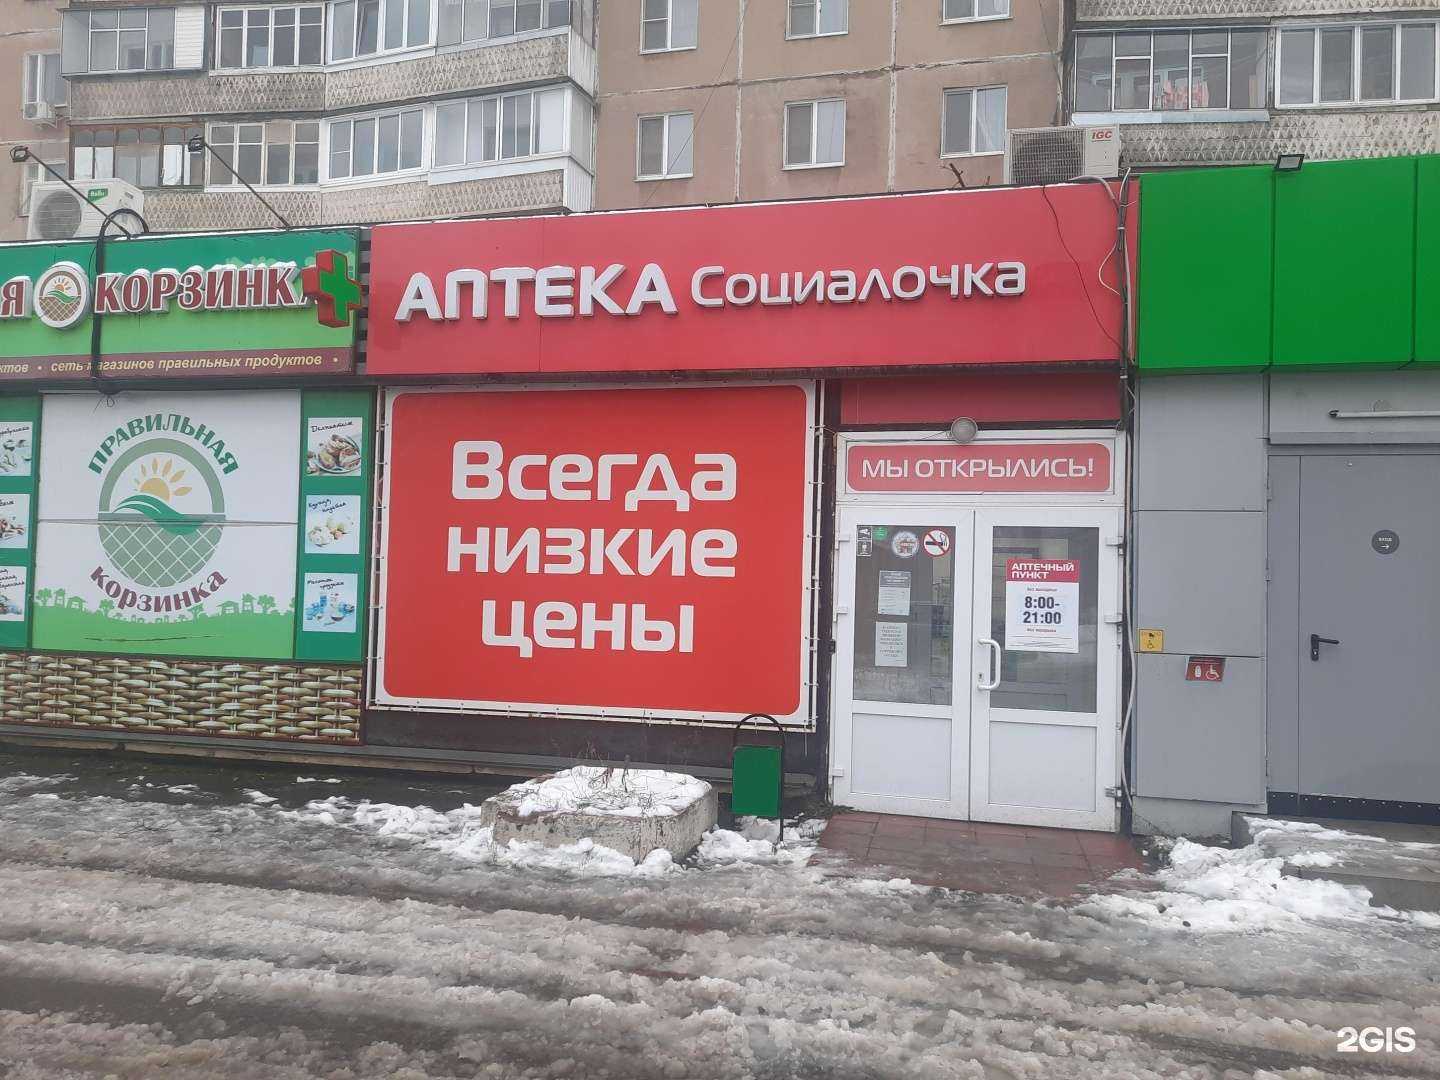 Я КОРЗИНКА
ктов • сеть магазинов правильных продуктов •
ПРАВИЛЬНАЯ
КОРЗИНКА
АПТЕКА Социалочка
Всегда
низкие
цены
МЫ ОТКРЫЛИСЬ!
АПТЕЧНЫЙ
ПУНКТ
8:00-
21:00
IGC
2GIS